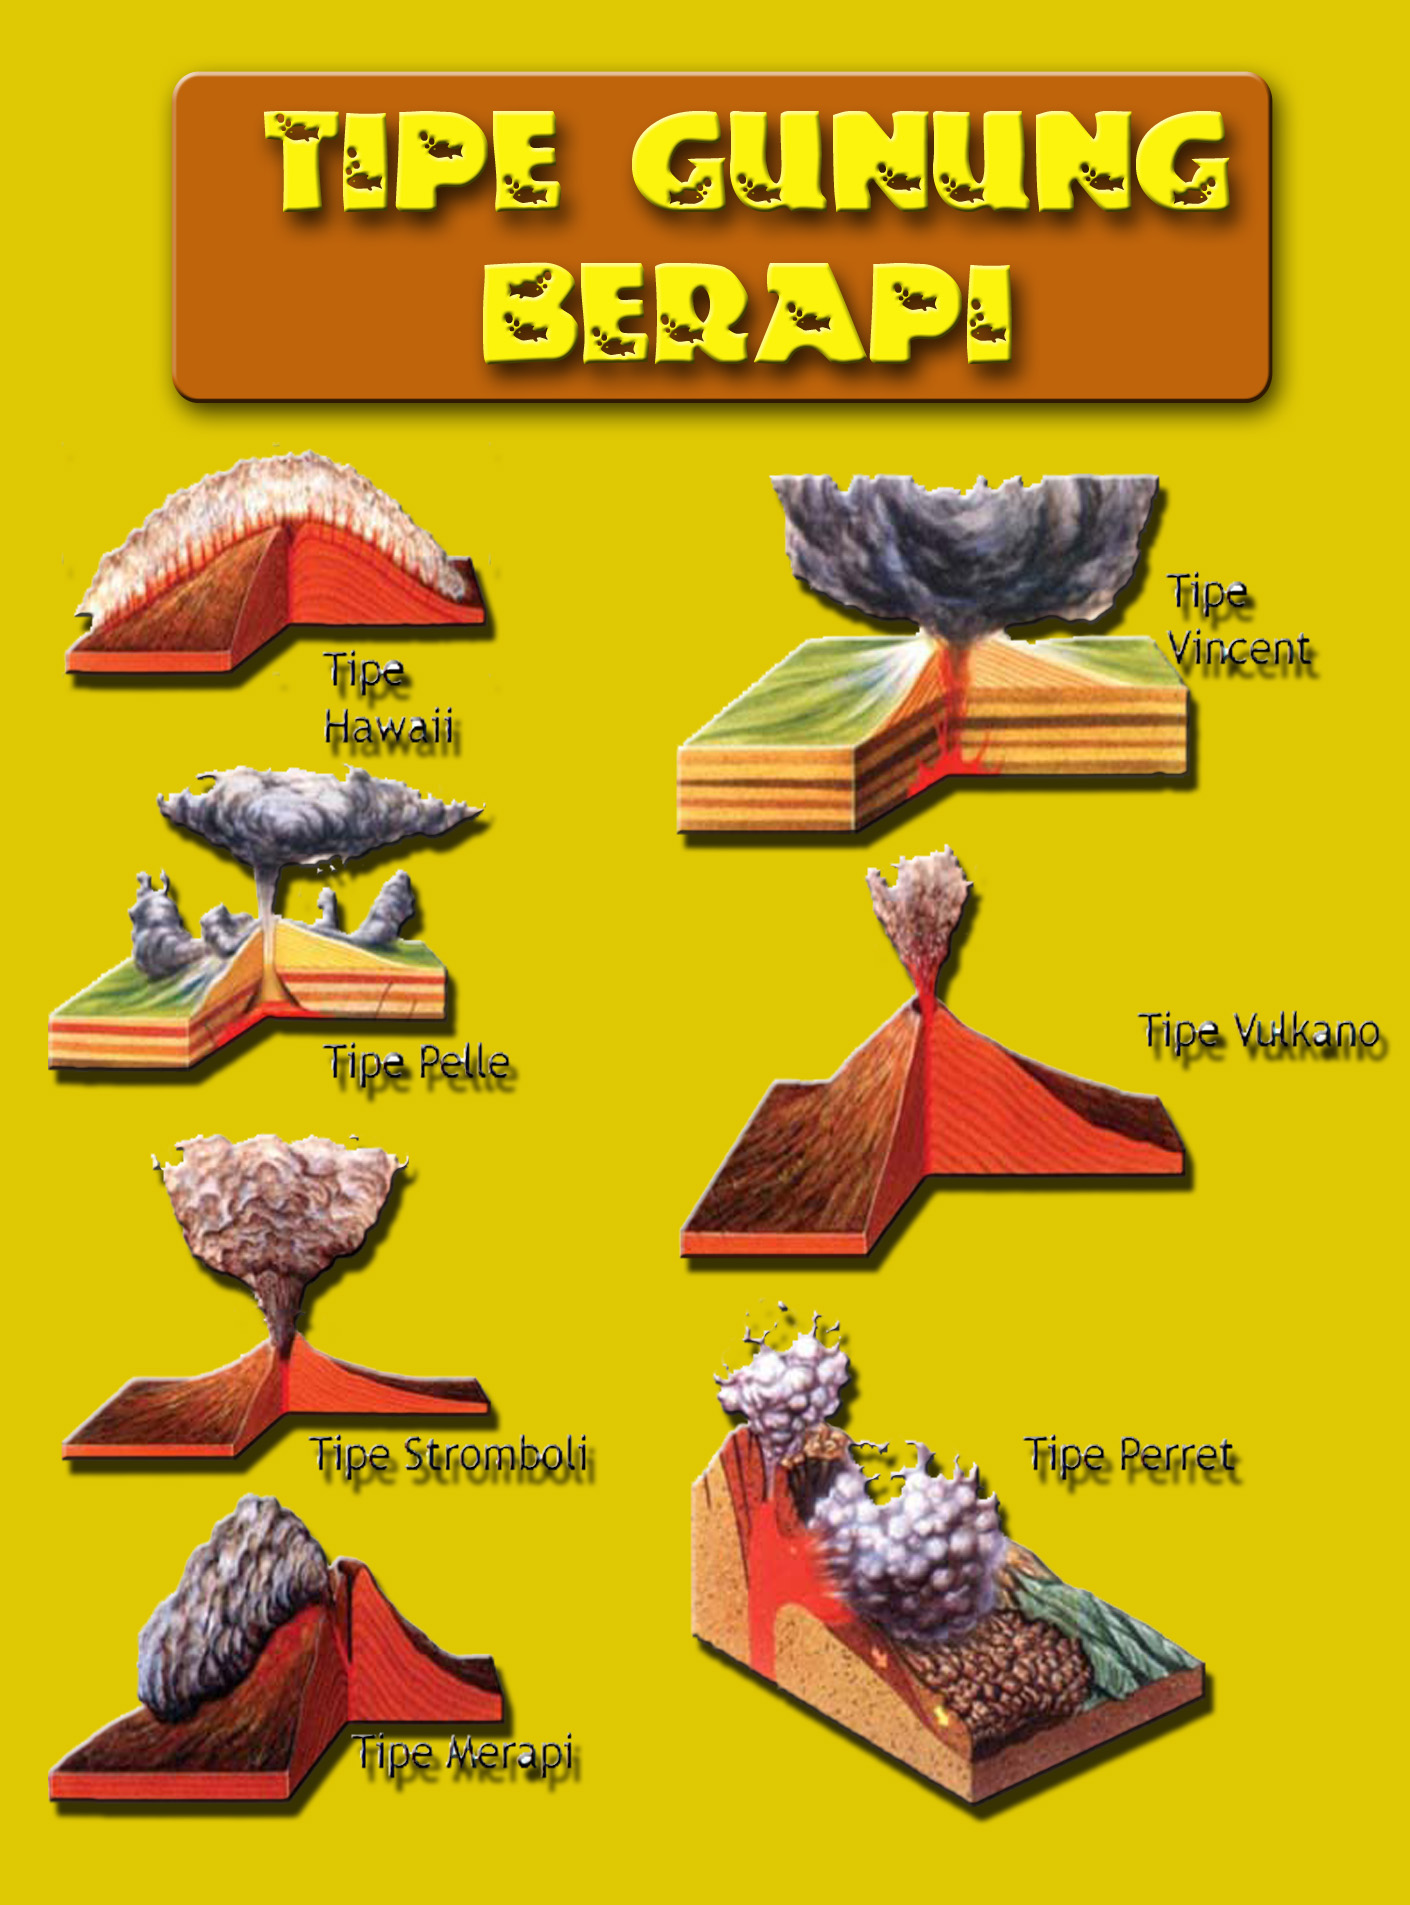 TIPE GUNUNG
BERAPI
Tipe
Hawaii
Tipe
Vincent
Tipe Pelle
Tipe Vulkano
Tipe Stromboli
Tipe Perret
Tipe Merapi